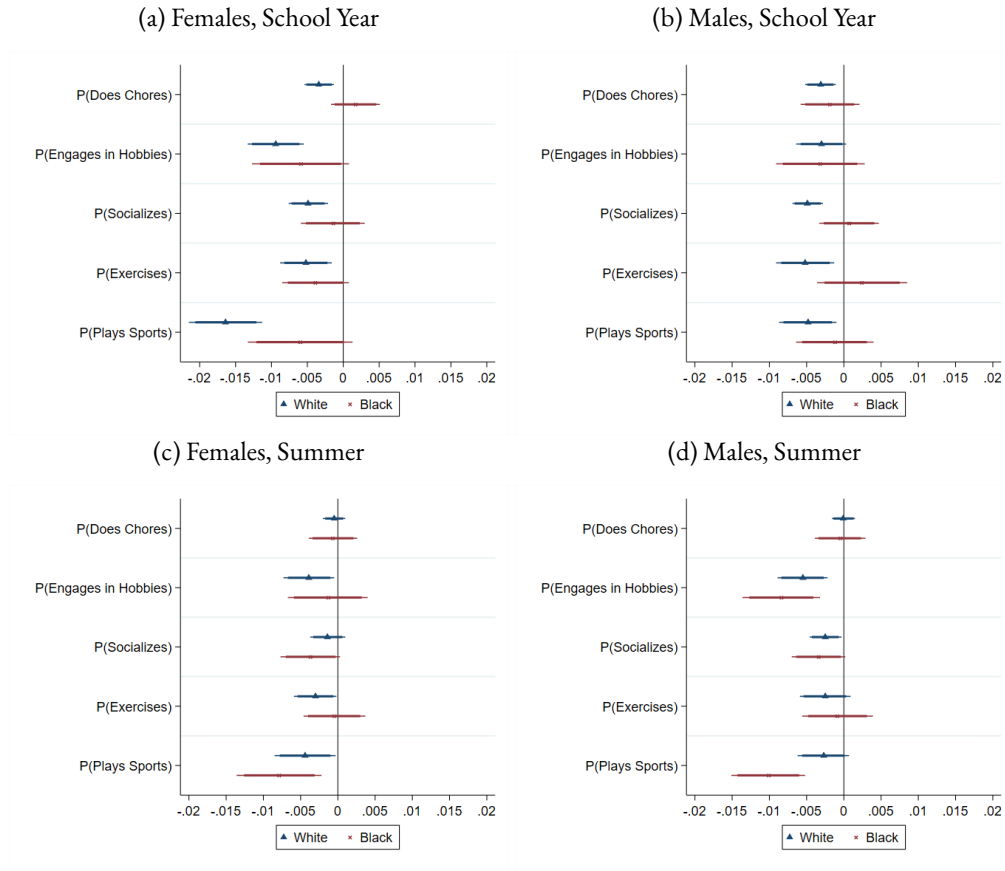 (a) Females, School Year
P(Does Chores)
P(Engages in Hobbies)
P(Socializes)
P(Exercises)
P(Plays Sports)
-.02 -.015 -.01 -.005 0 .005 .01 .015 .02
White Black
(b) Males, School Year
P(Does Chores)
P(Engages in Hobbies)
P(Socializes)
P(Exercises)
P(Plays Sports)
-.02 -.015 -.01 -.005 0 .005 .01 .015 .02
White Black
(c) Females, Summer
P(Does Chores)
P(Engages in Hobbies)
P(Socializes)
P(Exercises)
P(Plays Sports)
-.02 -.015 -.01 -.005 0 .005 .01 .015 .02
White Black
(d) Males, Summer
P(Does Chores)
P(Engages in Hobbies)
P(Socializes)
P(Exercises)
P(Plays Sports)
-.02 -.015 -.01 -.005 0 .005 .01 .015 .02
White Black